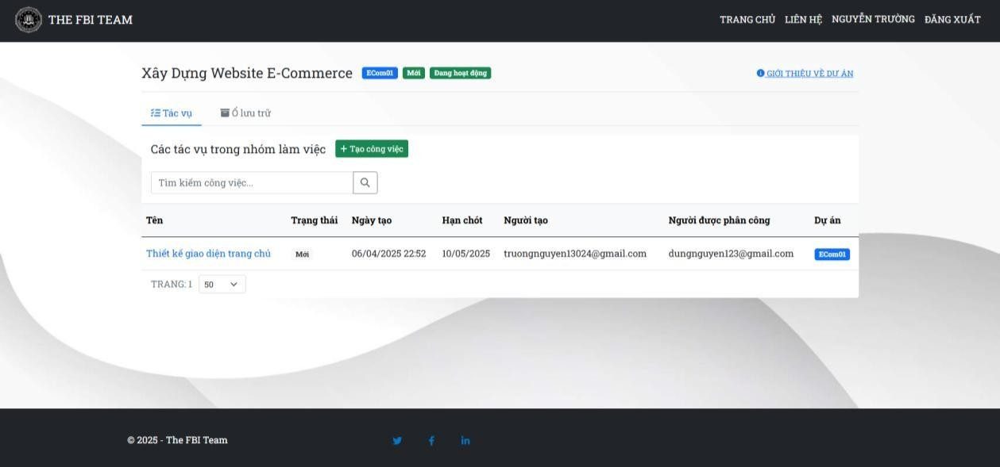 THE FBI TEAM TRANG CHỦ LIÊN HỆ NGUYỄN TRƯỜNG ĐĂNG XUẤT
Xây Dựng Website E-Commerce ECom01 Mới Đang hoạt động GIỚI THIỆU VỀ DỰ ÁN
Tác vụ Ổ lưu trữ
Các tác vụ trong nhóm làm việc + Tạo công việc
Tìm kiếm công việc...
Tên Trạng thái Ngày tạo Hạn chót Người tạo Người được phân công Dự án
Thiết kế giao diện trang chủ Mới 06/04/2025 22:52 10/05/2025 truongnguyen13024@gmail.com dungnguyen123@gmail.com ECom01
TRANG: 1 50
© 2025 - The FBI Team